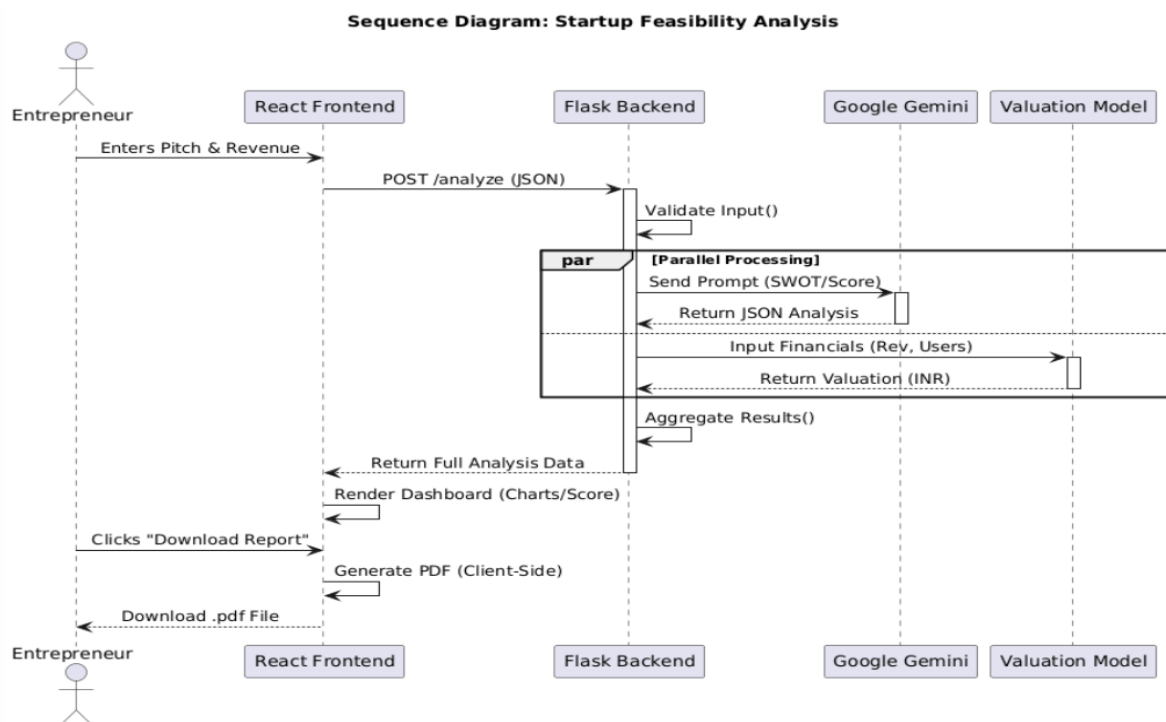 Sequence Diagram: Startup Feasibility Analysis
Entrepreneur
React Frontend
Flask Backend
Google Gemini
Valuation Model
Enters Pitch & Revenue
POST /analyze (JSON)
Validate Input()
par
[Parallel Processing]
Send Prompt (SWOT/Score)
Return JSON Analysis
Input Financials (Rev, Users)
Return Valuation (INR)
Aggregate Results()
Return Full Analysis Data
Render Dashboard (Charts/Score)
Clicks "Download Report"
Generate PDF (Client-Side)
Download .pdf File
Entrepreneur
React Frontend
Flask Backend
Google Gemini
Valuation Model